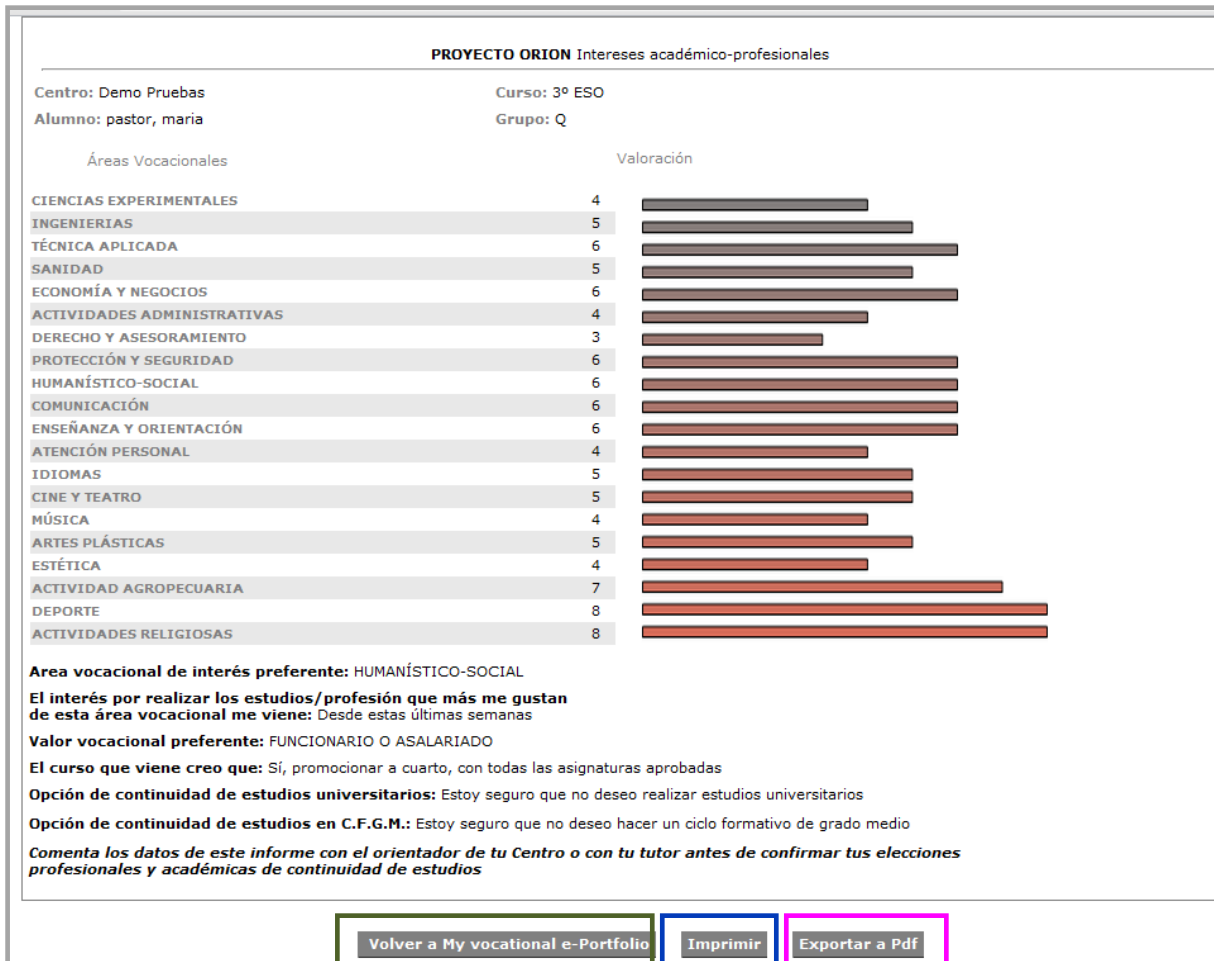 PROYECTO ORION Intereses académico-profesionales
Centro: Demo Pruebas Curso: 3º ESO
Alumno: pastor, maria Grupo: Q
Áreas Vocacionales Valoración
CIENCIAS EXPERIMENTALES 4
INGENIERIAS 5
TÉCNICA APLICADA 6
SANIDAD 5
ECONOMÍA Y NEGOCIOS 6
ACTIVIDADES ADMINISTRATIVAS 4
DERECHO Y ASESORAMIENTO 3
PROTECCIÓN Y SEGURIDAD 6
HUMANÍSTICO-SOCIAL 6
COMUNICACIÓN 6
ENSEÑANZA Y ORIENTACIÓN 6
ATENCIÓN PERSONAL 4
IDIOMAS 5
CINE Y TEATRO 5
MÚSICA 4
ARTES PLÁSTICAS 5
ESTÉTICA 4
ACTIVIDAD AGROPECUARIA 7
DEPORTE 8
ACTIVIDADES RELIGIOSAS 8
Area vocacional de interés preferente: HUMANÍSTICO-SOCIAL
El interés por realizar los estudios/profesión que más me gustan
de esta área vocacional me viene: Desde estas últimas semanas
Valor vocacional preferente: FUNCIONARIO O ASALARIADO
El curso que viene creo que: Sí, promocionar a cuarto, con todas las asignaturas aprobadas
Opción de continuidad de estudios universitarios: Estoy seguro que no deseo realizar estudios universitarios
Opción de continuidad de estudios en C.F.G.M.: Estoy seguro que no deseo hacer un ciclo formativo de grado medio
Comenta los datos de este informe con el orientador de tu Centro o con tu tutor antes de confirmar tus elecciones
profesionales y académicas de continuidad de estudios
Volver a My vocational e-Portfolio Imprimir Exportar a Pdf